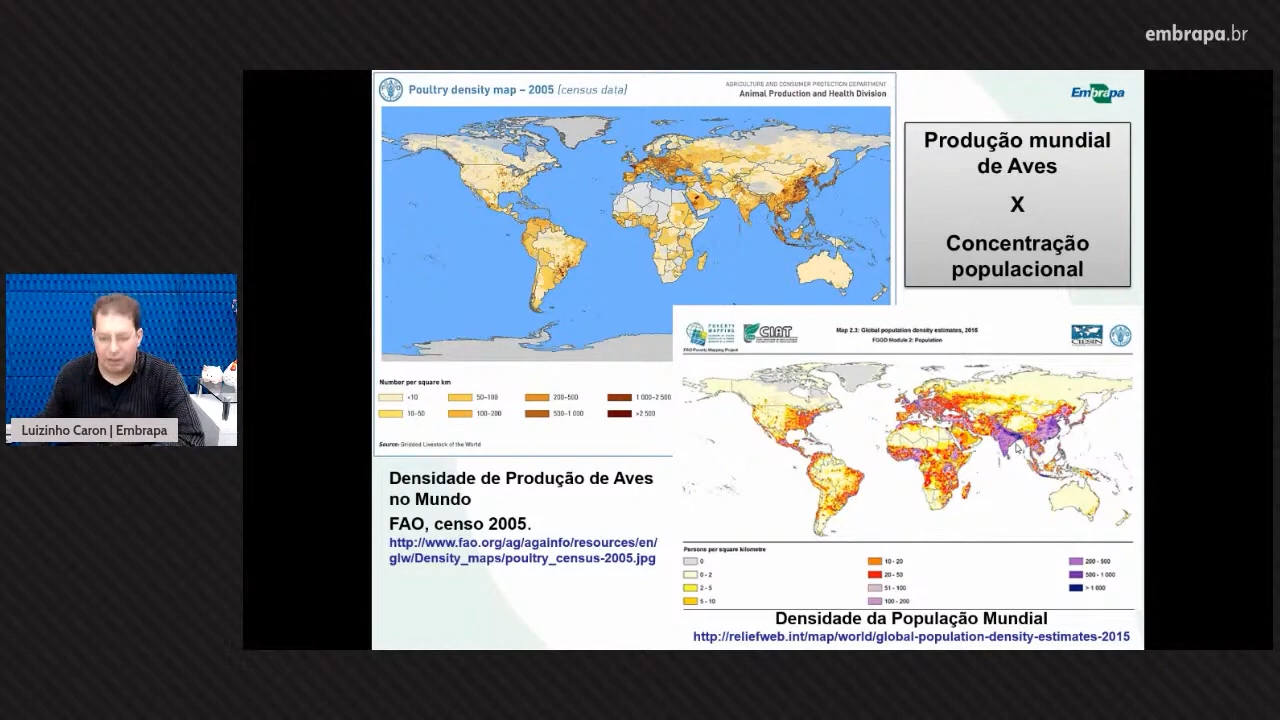 embrapa.br
Poultry density map – 2005 (census data)
AGRICULTURE AND CONSUMER PROTECTION DEPARTMENT
Animal Production and Health Division
Embrapa
Produção mundial
de Aves
X
Concentração
populacional
Number per square km
<10
50–100
200–500
1 000–2 500
10–50
100–200
500–1 000
>2 500
Source: Gridded Livestock of the World
Densidade de Produção de Aves
no Mundo
FAO, censo 2005.
http://www.fao.org/ag/againfo/resources/en/
glw/Density_maps/poultry_census-2005.jpg
POVERTY
MAPPING
FAO Poverty Mapping Project
CIAT
Map 2.3: Global population density estimates, 2015
FGGD Module 2: Population
CIESIN
Persons per square kilometre
0
0 - 2
2 - 5
5 - 10
10 - 20
20 - 50
51 - 100
100 - 200
200 - 500
500 - 1 000
> 1 000
Densidade da População Mundial
http://reliefweb.int/map/world/global-population-density-estimates-2015
Luizinho Caron | Embrapa